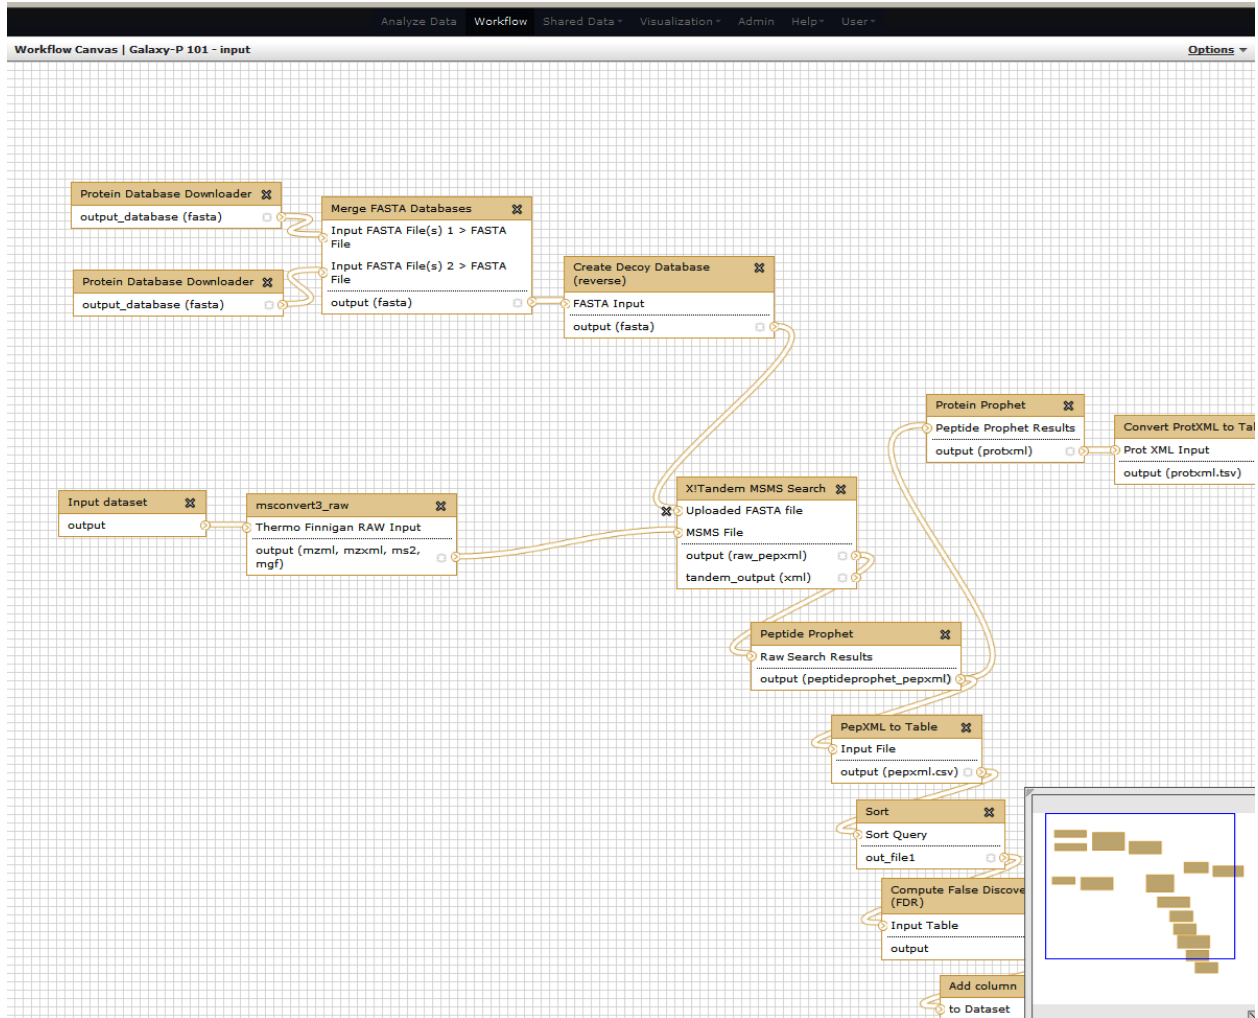 Analyze Data Workflow Shared Data Visualization Admin Help User
Workflow Canvas | Galaxy-P 101 - input
Options
Protein Database Downloader
output_database (fasta)
Protein Database Downloader
output_database (fasta)
Merge FASTA Databases
Input FASTA File(s) 1 > FASTA
File
Input FASTA File(s) 2 > FASTA
File
output (fasta)
Create Decoy Database
(reverse)
FASTA Input
output (fasta)
Protein Prophet
Peptide Prophet Results
output (protxml)
Convert ProtXML to Tal
Prot XML Input
output (protxml.tsv)
Input dataset
output
msconvert3_raw
Thermo Finnigan RAW Input
output (mzml, mzxml, ms2,
mgf)
X!Tandem MSMS Search
Uploaded FASTA file
MSMS File
output (raw_pepxml)
tandem_output (xml)
Peptide Prophet
Raw Search Results
output (peptideprophet_pepxml)
PepXML to Table
Input File
output (pepxml.csv)
Sort
Sort Query
out_file1
Compute False Discove
(FDR)
Input Table
output
Add column
to Dataset